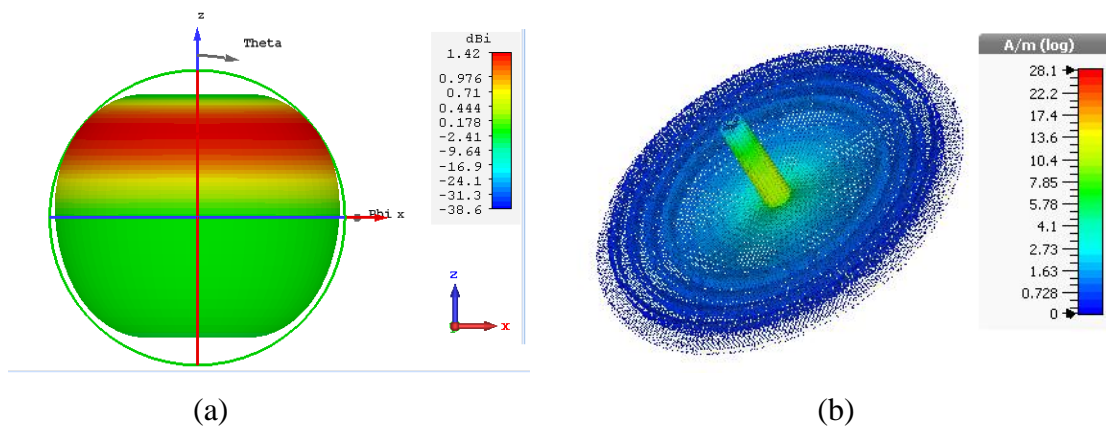 z
Theta
Phi x
dBi
1.42
0.976
0.71
0.444
0.178
-2.41
-9.64
-16.9
-24.1
-31.3
-38.6
z
x
A/m (log)
28.1
22.2
17.4
13.6
10.4
7.85
5.78
4.1
2.73
1.63
0.728
0
(a)
(b)